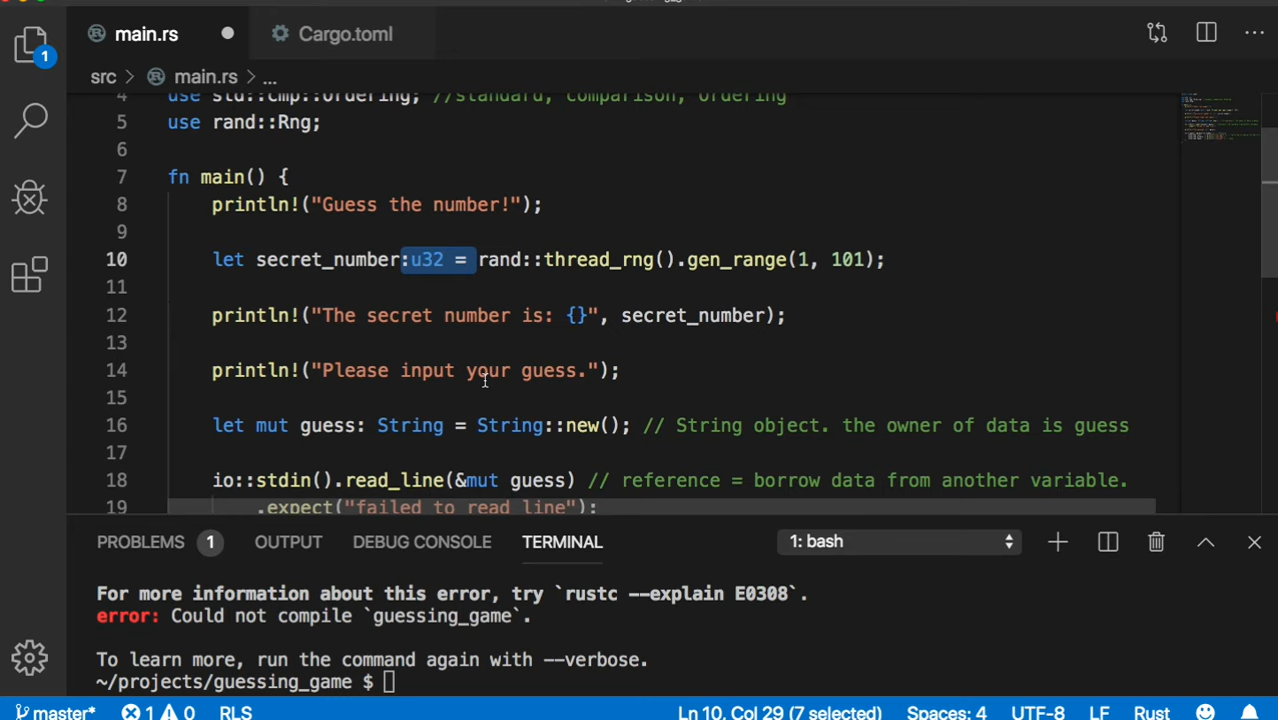 main.rs Cargo.toml
1
src > main.rs > ...
4 use std::cmp::Ordering; //standard, comparison, ordering
5 use rand::Rng;
6
7 fn main() {
8 println!("Guess the number!");
9
10 let secret_number:u32 = rand::thread_rng().gen_range(1, 101);
11
12 println!("The secret number is: {}", secret_number);
13
14 println!("Please input your guess.");
15
16 let mut guess: String = String::new(); // String object. the owner of data is guess
17
18 io::stdin().read_line(&mut guess) // reference = borrow data from another variable.
19 .expect("failed to read line");
PROBLEMS 1 OUTPUT DEBUG CONSOLE TERMINAL 1: bash
For more information about this error, try `rustc --explain E0308`.
error: Could not compile `guessing_game`.
To learn more, run the command again with --verbose.
~/projects/guessing_game $
master* 1 0 RLS Ln 10, Col 29 (7 selected) Spaces: 4 UTF-8 LF Rust